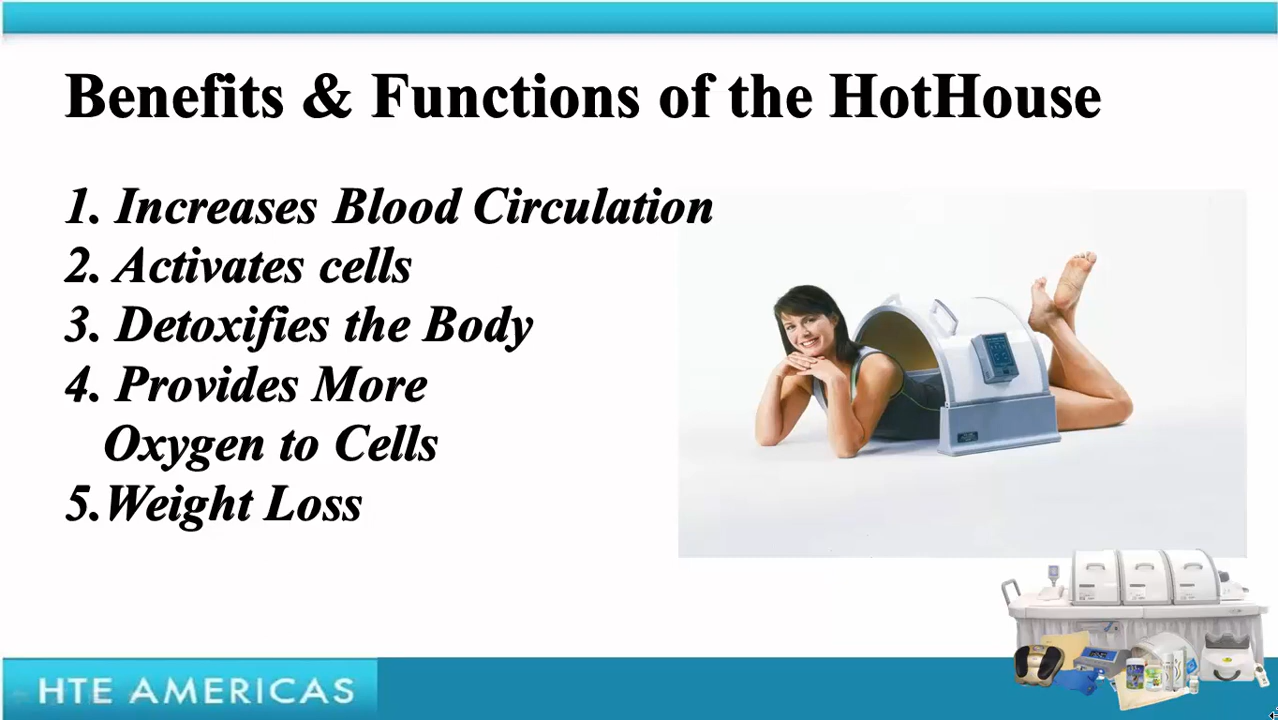 Benefits & Functions of the HotHouse
1. Increases Blood Circulation
2. Activates cells
3. Detoxifies the Body
4. Provides More
Oxygen to Cells
5.Weight Loss
HTE AMERICAS